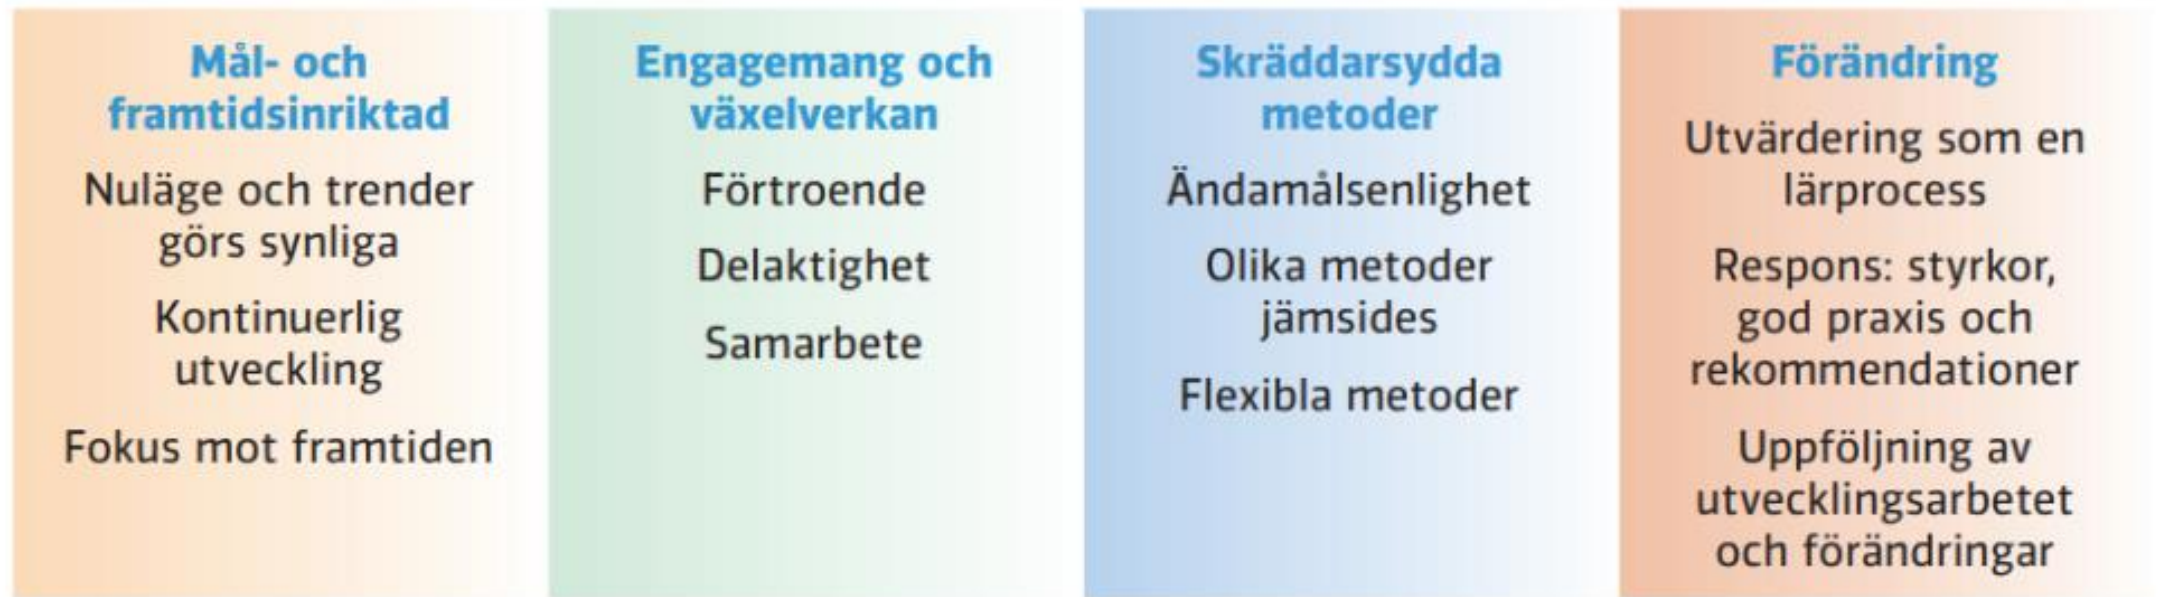 Mål- och
framtidsinriktad
Nuläge och trender
görs synliga
Kontinuerlig
utveckling
Fokus mot framtiden
Engagemang och
växelverkan
Förtroende
Delaktighet
Samarbete
Skräddarsydda
metoder
Ändamålsenlighet
Olika metoder
jämsides
Flexibla metoder
Förändring
Utvärdering som en
lärprocess
Respons: styrkor,
god praxis och
rekommendationer
Uppföljning av
utvecklingsarbetet
och förändringar